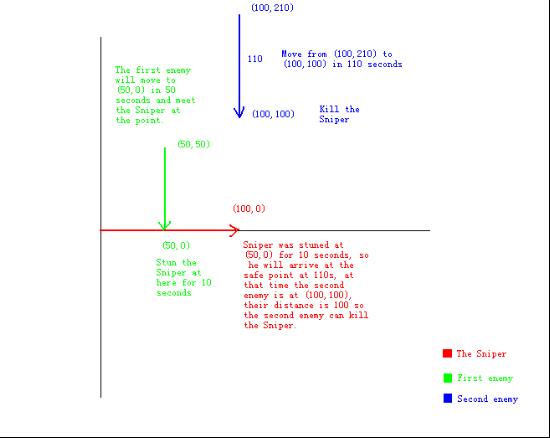 (100,210)
110
Move from (100,210) to
(100,100) in 110 seconds
The first enemy
will move to
(50,0) in 50
seconds and meet
the Sniper at
the point
(100,100)
Kill the
Sniper
(50,50)
(100,0)
(50,0)
Stun the
Sniper at
here for 10
seconds
Sniper was stuned at
(50,0) for 10 seconds, so
he will arrive at the
safe point at 110s, at
that time the second
enemy is at (100,100),
their distance is 100 so
the second enemy can kill
the Sniper.
The Sniper
First enemy
Second enemy